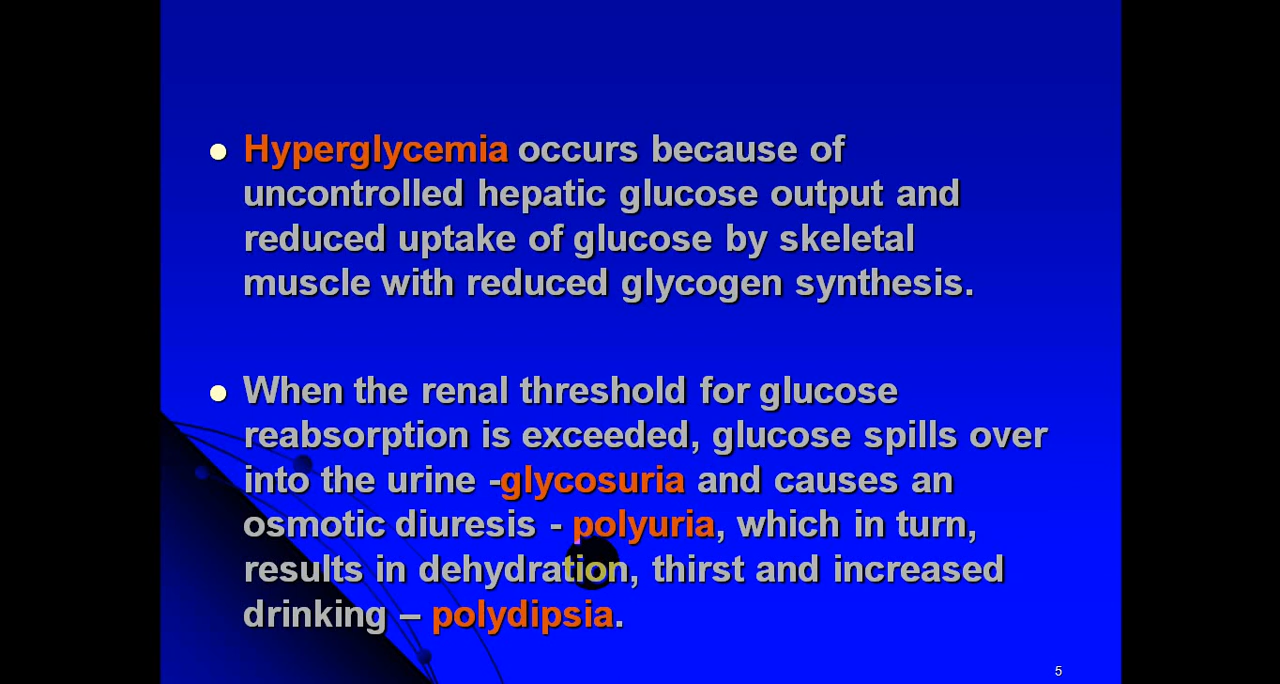 Hyperglycemia occurs because of
uncontrolled hepatic glucose output and
reduced uptake of glucose by skeletal
muscle with reduced glycogen synthesis.
When the renal threshold for glucose
reabsorption is exceeded, glucose spills over
into the urine -glycosuria and causes an
osmotic diuresis - polyuria, which in turn,
results in dehydration, thirst and increased
drinking – polydipsia.
5